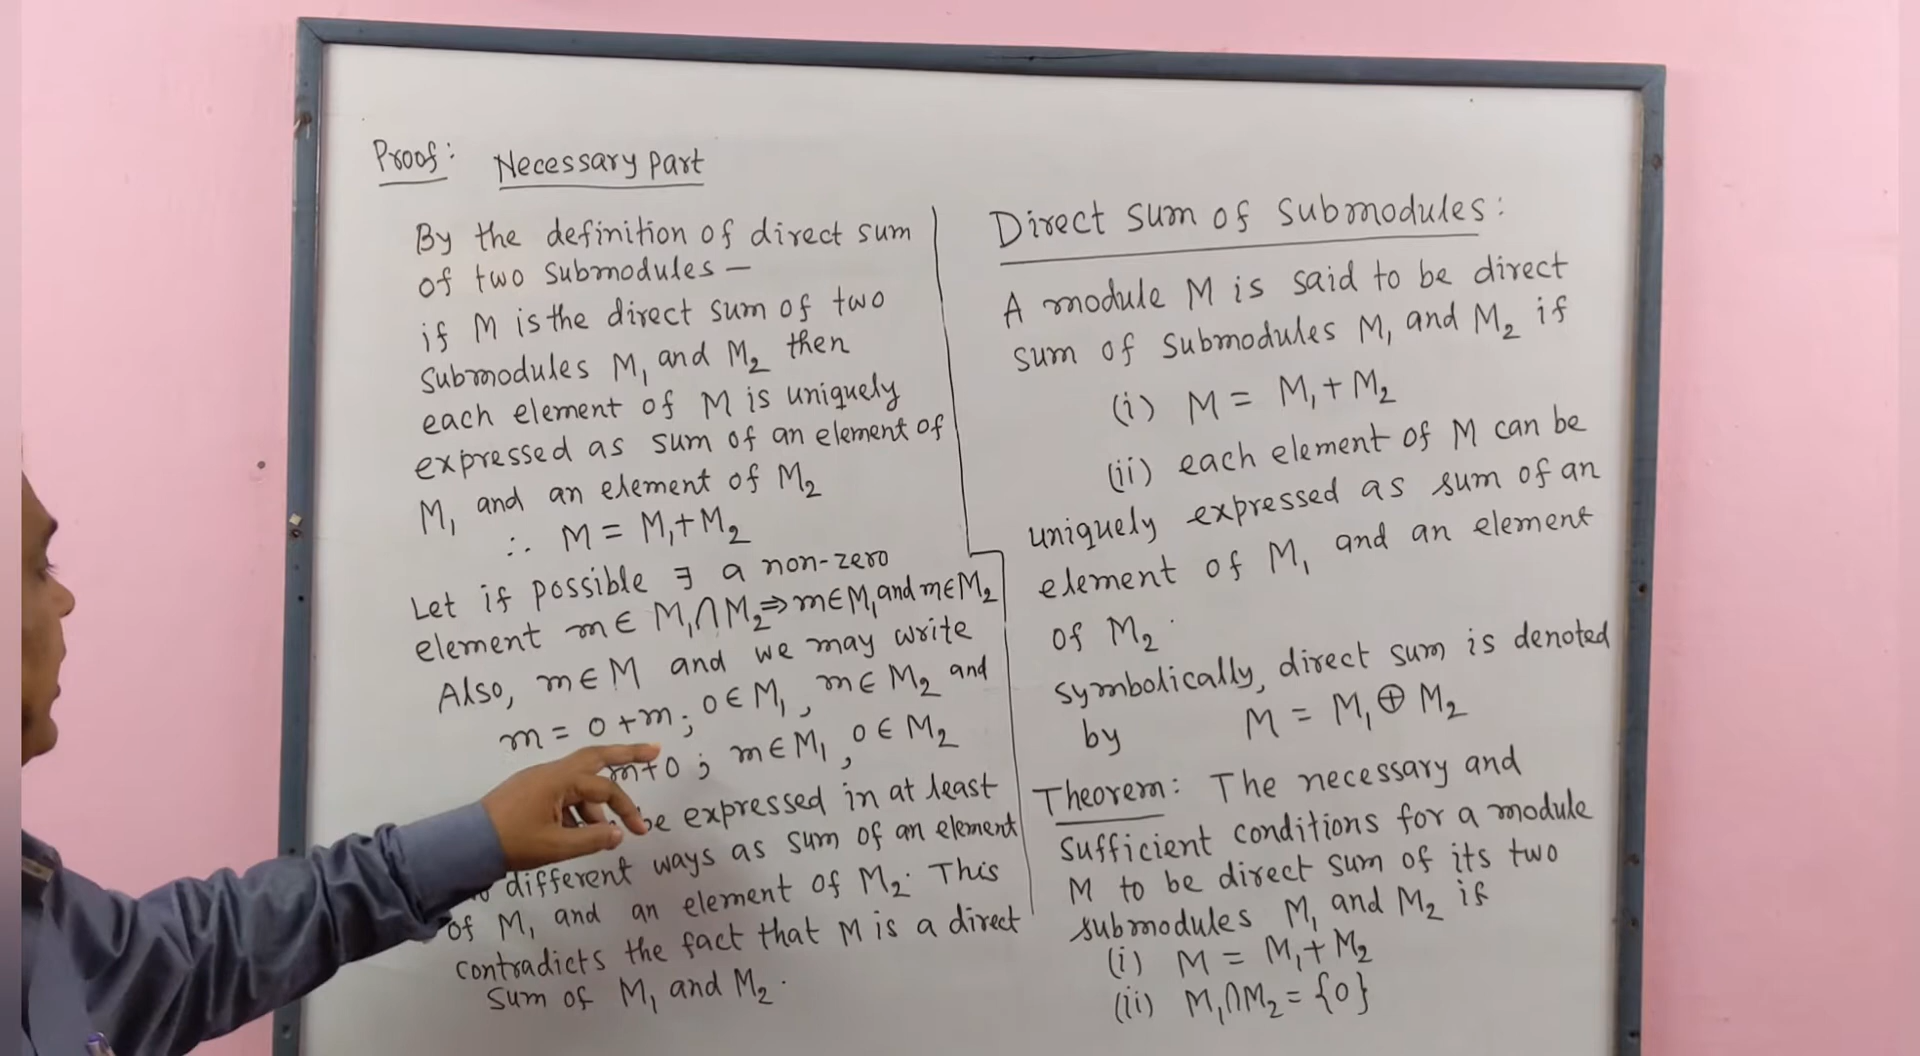 Proof: Necessary part
By the definition of direct sum
of two submodules —
if M is the direct sum of two
submodules M₁ and M₂ then
each element of M is uniquely
expressed as sum of an element of
M₁ and an element of M₂
∴ M = M₁+M₂
Let if possible ∃ a non-zero
element m∈ M₁∩M₂⇒m∈M₁ and m∈M₂
Also, m∈M and we may write
m = 0+m; 0∈M₁, m∈M₂ and
m+0; m∈M₁, 0∈M₂
be expressed in at least
different ways as sum of an element
of M₁ and an element of M₂. This
contradicts the fact that M is a direct
sum of M₁ and M₂.
Direct sum of submodules:
A module M is said to be direct
sum of submodules M₁ and M₂ if
(i) M = M₁+M₂
(ii) each element of M can be
uniquely expressed as sum of an
element of M₁ and an element
of M₂.
symbolically, direct sum is denoted
by M = M₁⊕M₂
Theorem: The necessary and
sufficient conditions for a module
M to be direct sum of its two
submodules M₁ and M₂ if
(i) M = M₁+M₂
(ii) M₁∩M₂ = {0}